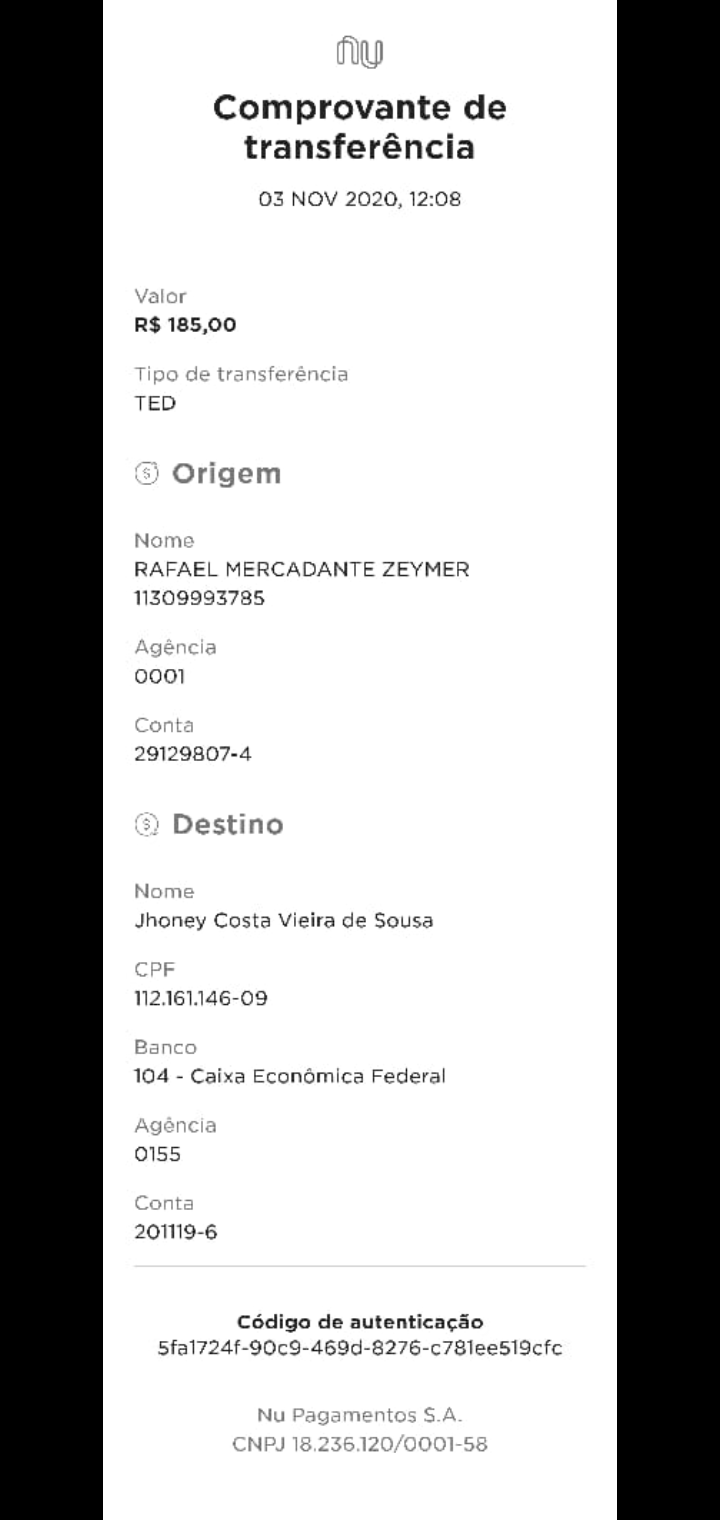 nu
Comprovante de
transferência
03 NOV 2020, 12:08
Valor
R$ 185,00
Tipo de transferência
TED
Origem
Nome
RAFAEL MERCADANTE ZEYMER
11309993785
Agência
0001
Conta
29129807-4
Destino
Nome
Jhoney Costa Vieira de Sousa
CPF
112.161.146-09
Banco
104 - Caixa Econômica Federal
Agência
0155
Conta
201119-6
Código de autenticação
5fa1724f-90c9-469d-8276-c781ee519cfc
Nu Pagamentos S.A.
CNPJ 18.236.120/0001-58